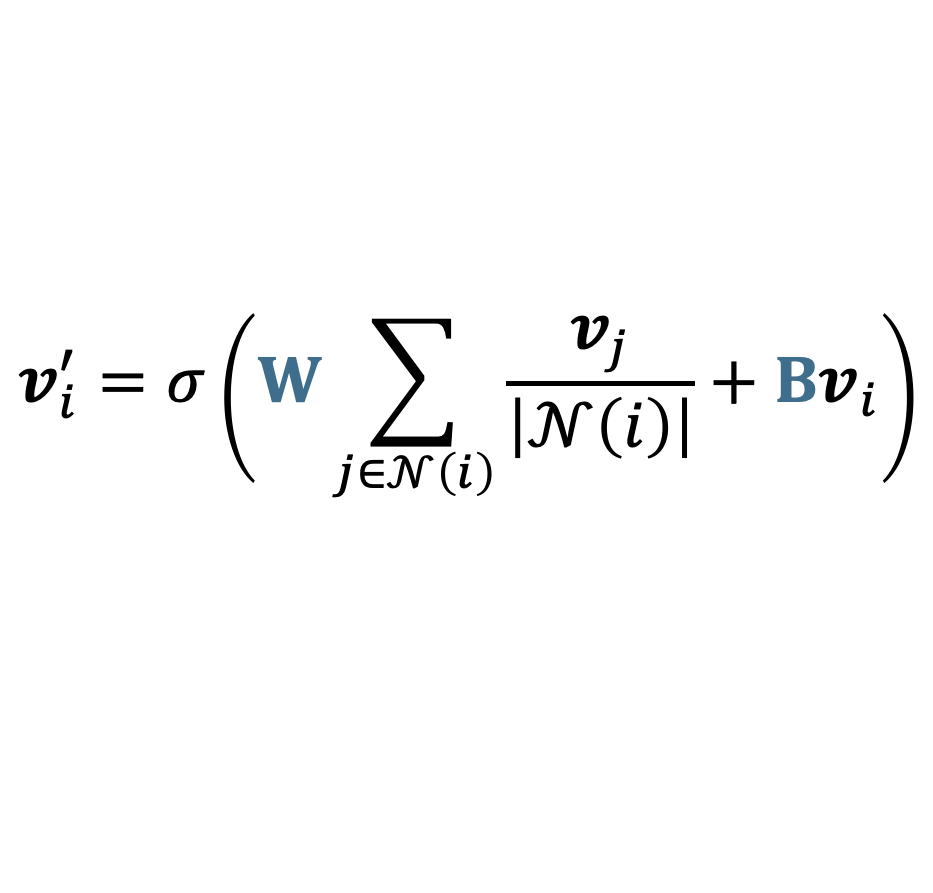 𝒗′ᵢ = σ(𝐖 ∑_{j∈𝒩(i)} 𝒗ⱼ / |𝒩(i)| + 𝐁𝒗ᵢ)